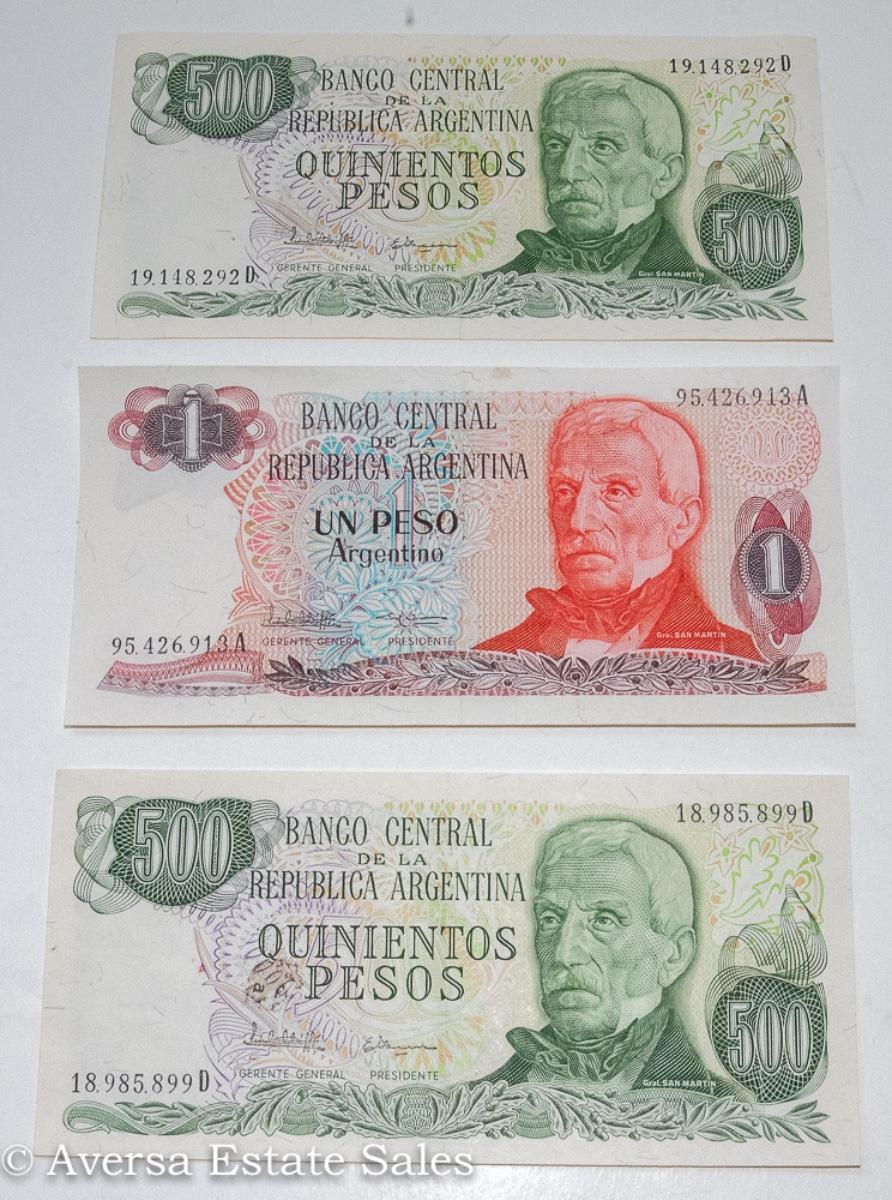 500
BANCO CENTRAL
DE LA
REPUBLICA ARGENTINA
QUINIENTOS
PESOS
19.148.292 D
500
GERENTE GENERAL PRESIDENTE
Gral. SAN MARTIN
19.148.292 D
1
BANCO CENTRAL
DE LA
REPUBLICA ARGENTINA
95.426.913 A
1
UN PESO
Argentino
1
GERENTE GENERAL PRESIDENTE
Gral. SAN MARTIN
95.426.913 A
500
BANCO CENTRAL
DE LA
REPUBLICA ARGENTINA
QUINIENTOS
PESOS
18.985.899 D
500
GERENTE GENERAL PRESIDENTE
Gral. SAN MARTIN
18.985.899 D
© Aversa Estate Sales